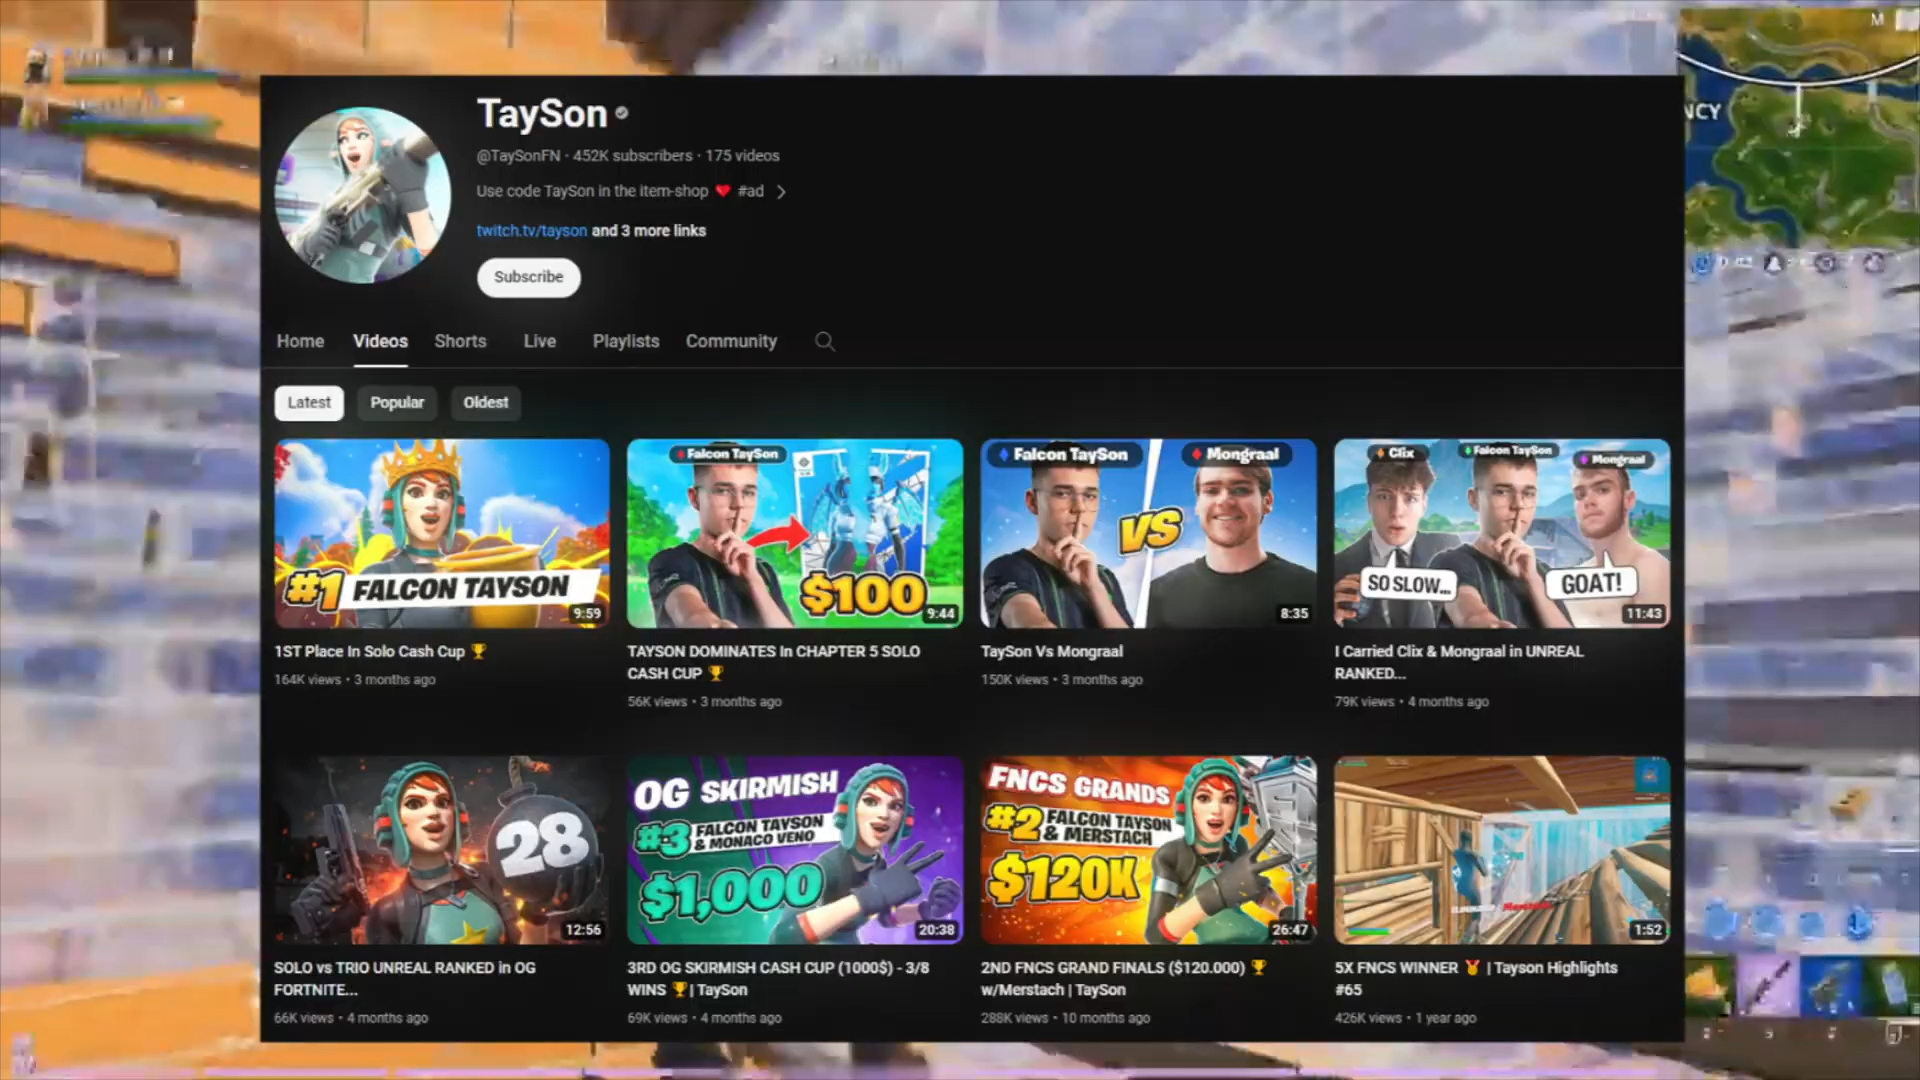 M
NCY
TaySon
@TaySonFN · 452K subscribers · 175 videos
Use code TaySon in the item-shop ❤️ #ad >
twitch.tv/tayson and 3 more links
Subscribe
Home Videos Shorts Live Playlists Community
Latest Popular Oldest
#1 FALCON TAYSON
9:59
Falcon TaySon
$100
9:44
Falcon TaySon
Mongraal
VS
8:35
Clix
Falcon TaySon
Mongraal
SO SLOW...
GOAT!
11:43
1ST Place In Solo Cash Cup 🏆
164K views • 3 months ago
TAYSON DOMINATES In CHAPTER 5 SOLO
CASH CUP 🏆
56K views • 3 months ago
TaySon Vs Mongraal
150K views • 3 months ago
I Carried Clix & Mongraal in UNREAL
RANKED...
79K views • 4 months ago
28
12:56
OG SKIRMISH
#3 FALCON TAYSON
& MONACO VENO
$1,000
20:38
FNCS GRANDS
#2 FALCON TAYSON
& MERSTACH
$120K
26:47
1:52
SOLO vs TRIO UNREAL RANKED in OG
FORTNITE...
66K views • 4 months ago
3RD OG SKIRMISH CASH CUP (1000$) - 3/8
WINS 🏆| TaySon
69K views • 4 months ago
2ND FNCS GRAND FINALS ($120.000) 🏆
w/Merstach | TaySon
288K views • 10 months ago
5X FNCS WINNER 🏅 | Tayson Highlights
#65
426K views • 1 year ago